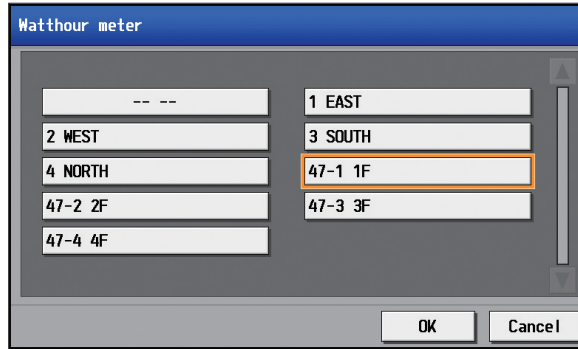 Watthour meter
-- --
1 EAST
2 WEST
3 SOUTH
4 NORTH
47-1 1F
47-2 2F
47-3 3F
47-4 4F
OK
Cancel